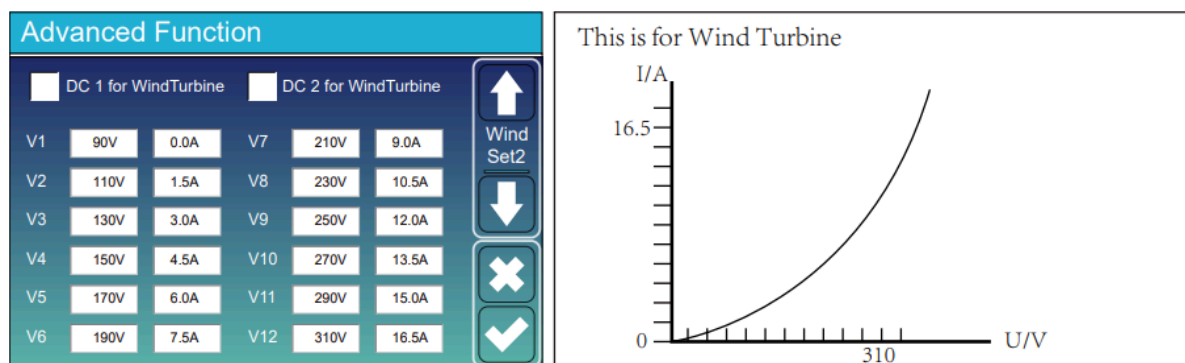 Advanced Function
DC 1 for WindTurbine DC 2 for WindTurbine
V1 90V 0.0A V7 210V 9.0A
V2 110V 1.5A V8 230V 10.5A
V3 130V 3.0A V9 250V 12.0A
V4 150V 4.5A V10 270V 13.5A
V5 170V 6.0A V11 290V 15.0A
V6 190V 7.5A V12 310V 16.5A
Wind
Set2
This is for Wind Turbine
I/A
16.5
0
310
U/V